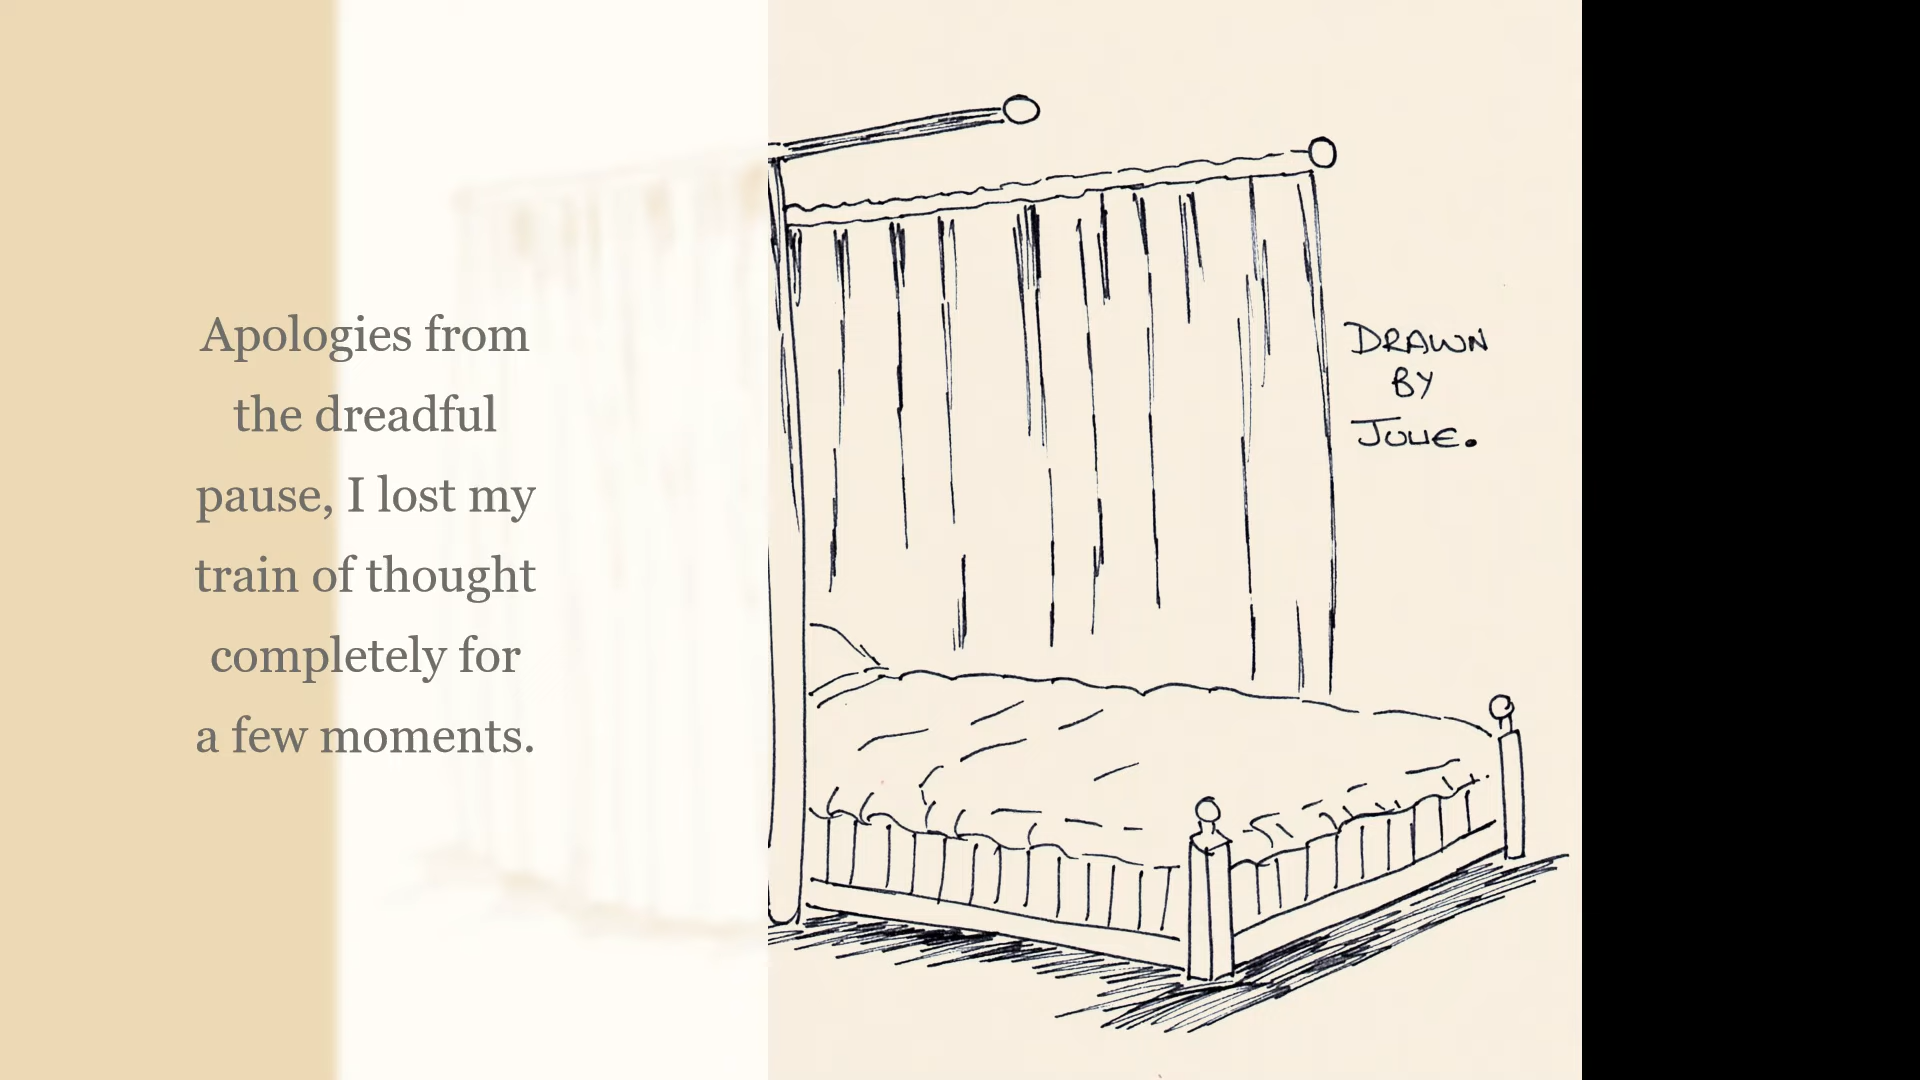 Apologies from
the dreadful
pause, I lost my
train of thought
completely for
a few moments.
DRAWN
BY
JULIE.